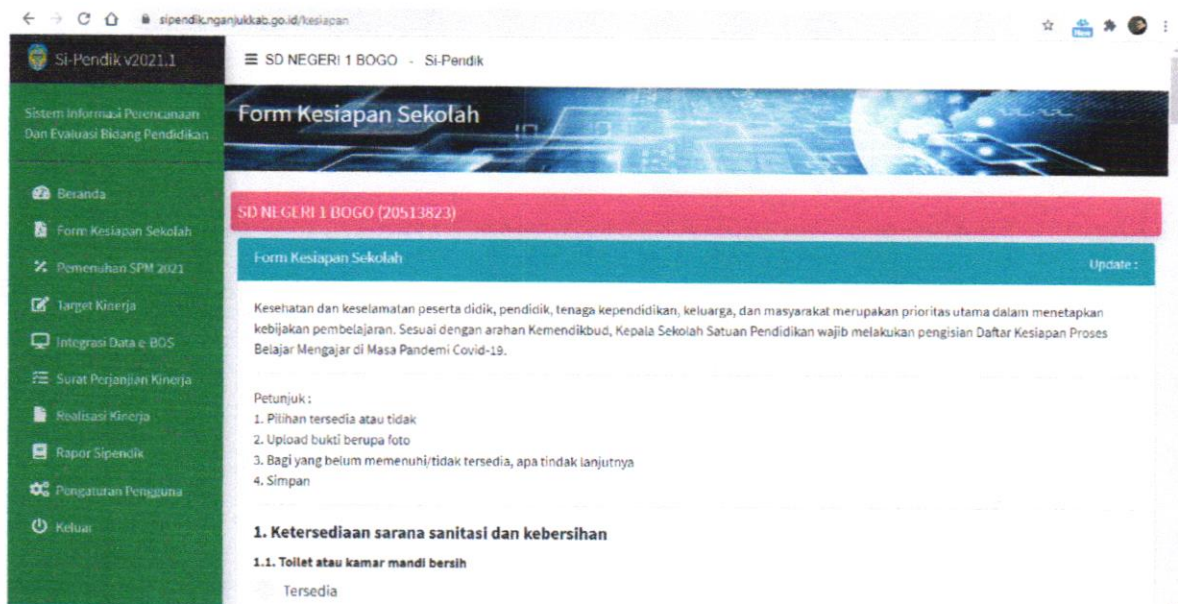 sipendik.nganjukkab.go.id/kesiapan
New
Si-Pendik v2021.1
SD NEGERI 1 BOGO - Si-Pendik
Sistem Informasi Perencanaan
Dan Evaluasi Bidang Pendidikan
Form Kesiapan Sekolah
Beranda
Form Kesiapan Sekolah
Pemenuhan SPM 2021
Target Kinerja
Integrasi Data e-BOS
Surat Perjanjian Kinerja
Realisasi Kinerja
Rapor Sipendik
Pengaturan Pengguna
Keluar
SD NEGERI 1 BOGO (20513823)
Form Kesiapan Sekolah
Update :
Kesehatan dan keselamatan peserta didik, pendidik, tenaga kependidikan, keluarga, dan masyarakat merupakan prioritas utama dalam menetapkan
kebijakan pembelajaran. Sesuai dengan arahan Kemendikbud, Kepala Sekolah Satuan Pendidikan wajib melakukan pengisian Daftar Kesiapan Proses
Belajar Mengajar di Masa Pandemi Covid-19.
Petunjuk :
1. Pilihan tersedia atau tidak
2. Upload bukti berupa foto
3. Bagi yang belum memenuhi/tidak tersedia, apa tindak lanjutnya
4. Simpan
1. Ketersediaan sarana sanitasi dan kebersihan
1.1. Toilet atau kamar mandi bersih
Tersedia